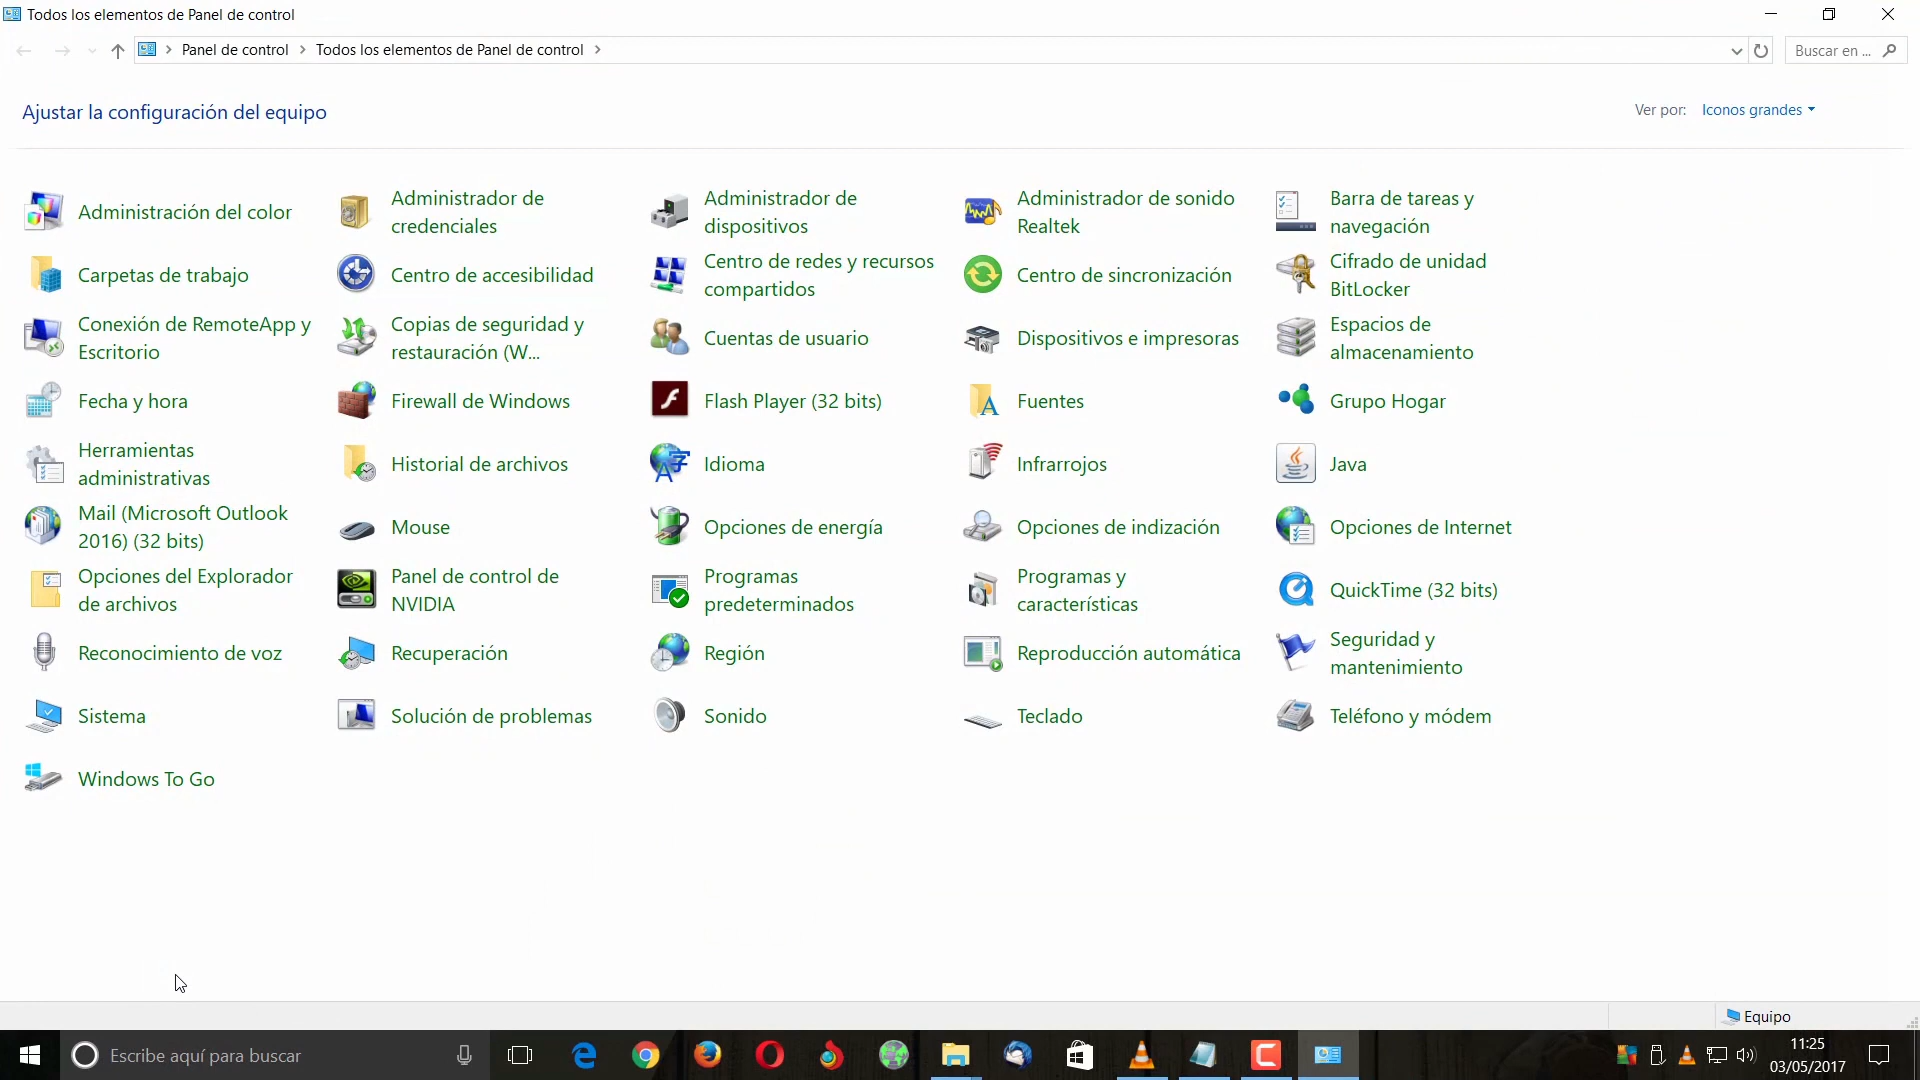 Todos los elementos de Panel de control
Panel de control
Todos los elementos de Panel de control
Buscar en ...
Ajustar la configuración del equipo
Ver por: Iconos grandes
Administración del color
Administrador de
credenciales
Administrador de
dispositivos
Administrador de sonido
Realtek
Barra de tareas y
navegación
Carpetas de trabajo
Centro de accesibilidad
Centro de redes y recursos
compartidos
Centro de sincronización
Cifrado de unidad
BitLocker
Conexión de RemoteApp y
Escritorio
Copias de seguridad y
restauración (W...
Cuentas de usuario
Dispositivos e impresoras
Espacios de
almacenamiento
Fecha y hora
Firewall de Windows
Flash Player (32 bits)
Fuentes
Grupo Hogar
Herramientas
administrativas
Historial de archivos
Idioma
Infrarrojos
Java
Mail (Microsoft Outlook
2016) (32 bits)
Mouse
Opciones de energía
Opciones de indización
Opciones de Internet
Opciones del Explorador
de archivos
Panel de control de
NVIDIA
Programas
predeterminados
Programas y
características
QuickTime (32 bits)
Reconocimiento de voz
Recuperación
Región
Reproducción automática
Seguridad y
mantenimiento
Sistema
Solución de problemas
Sonido
Teclado
Teléfono y módem
Windows To Go
Equipo
Escribe aquí para buscar
11:25
03/05/2017